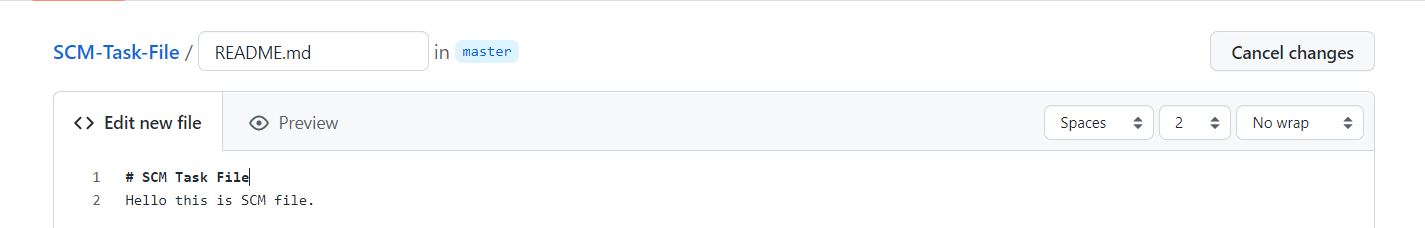 SCM-Task-File / README.md in master Cancel changes
Edit new file Preview Spaces 2 No wrap
1 # SCM Task File
2 Hello this is SCM file.